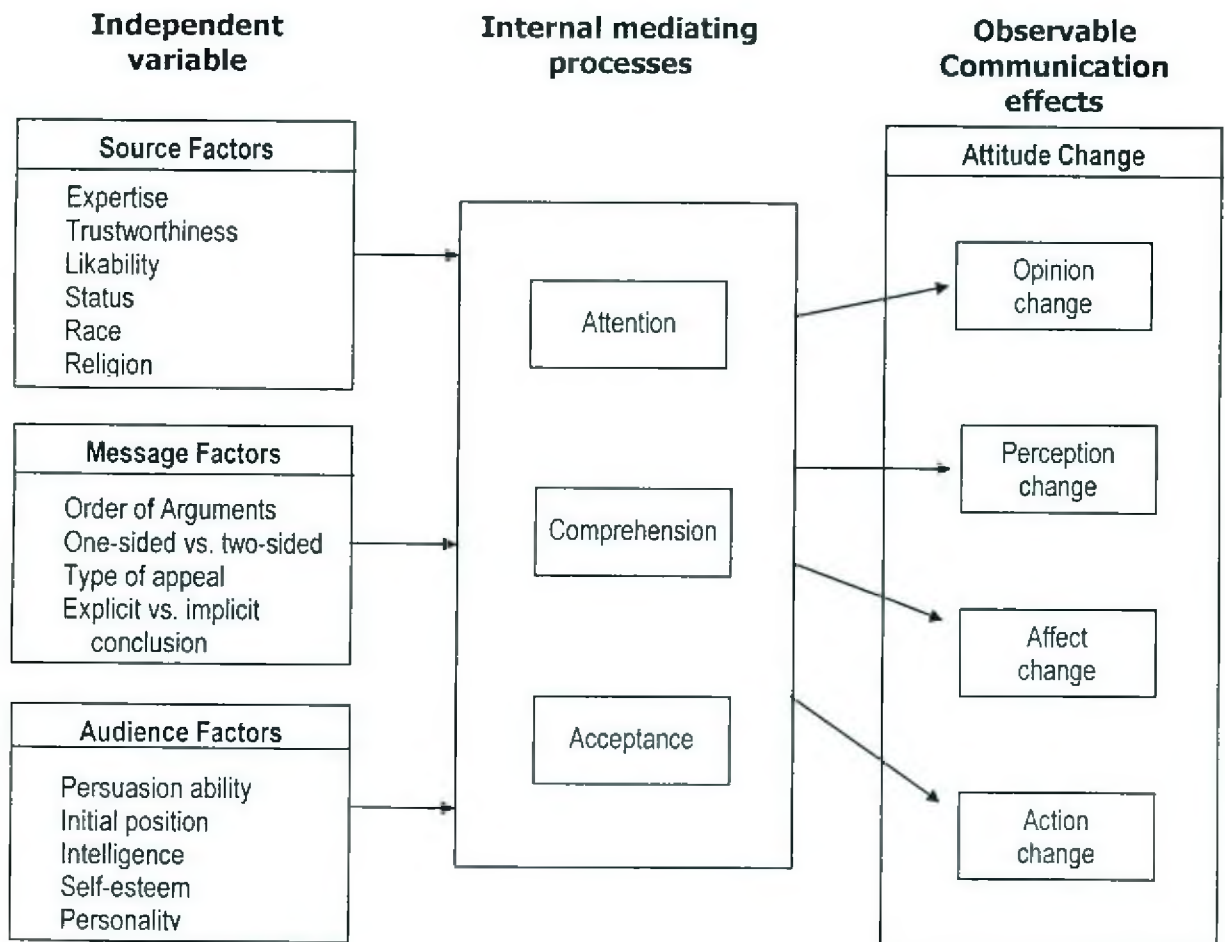 Independent
variable
Internal mediating
processes
Observable
Communication
effects
Source Factors
Expertise
Trustworthiness
Likability
Status
Race
Religion
Message Factors
Order of Arguments
One-sided vs. two-sided
Type of appeal
Explicit vs. implicit
conclusion
Audience Factors
Persuasion ability
Initial position
Intelligence
Self-esteem
Personality
Attention
Comprehension
Acceptance
Attitude Change
Opinion
change
Perception
change
Affect
change
Action
change